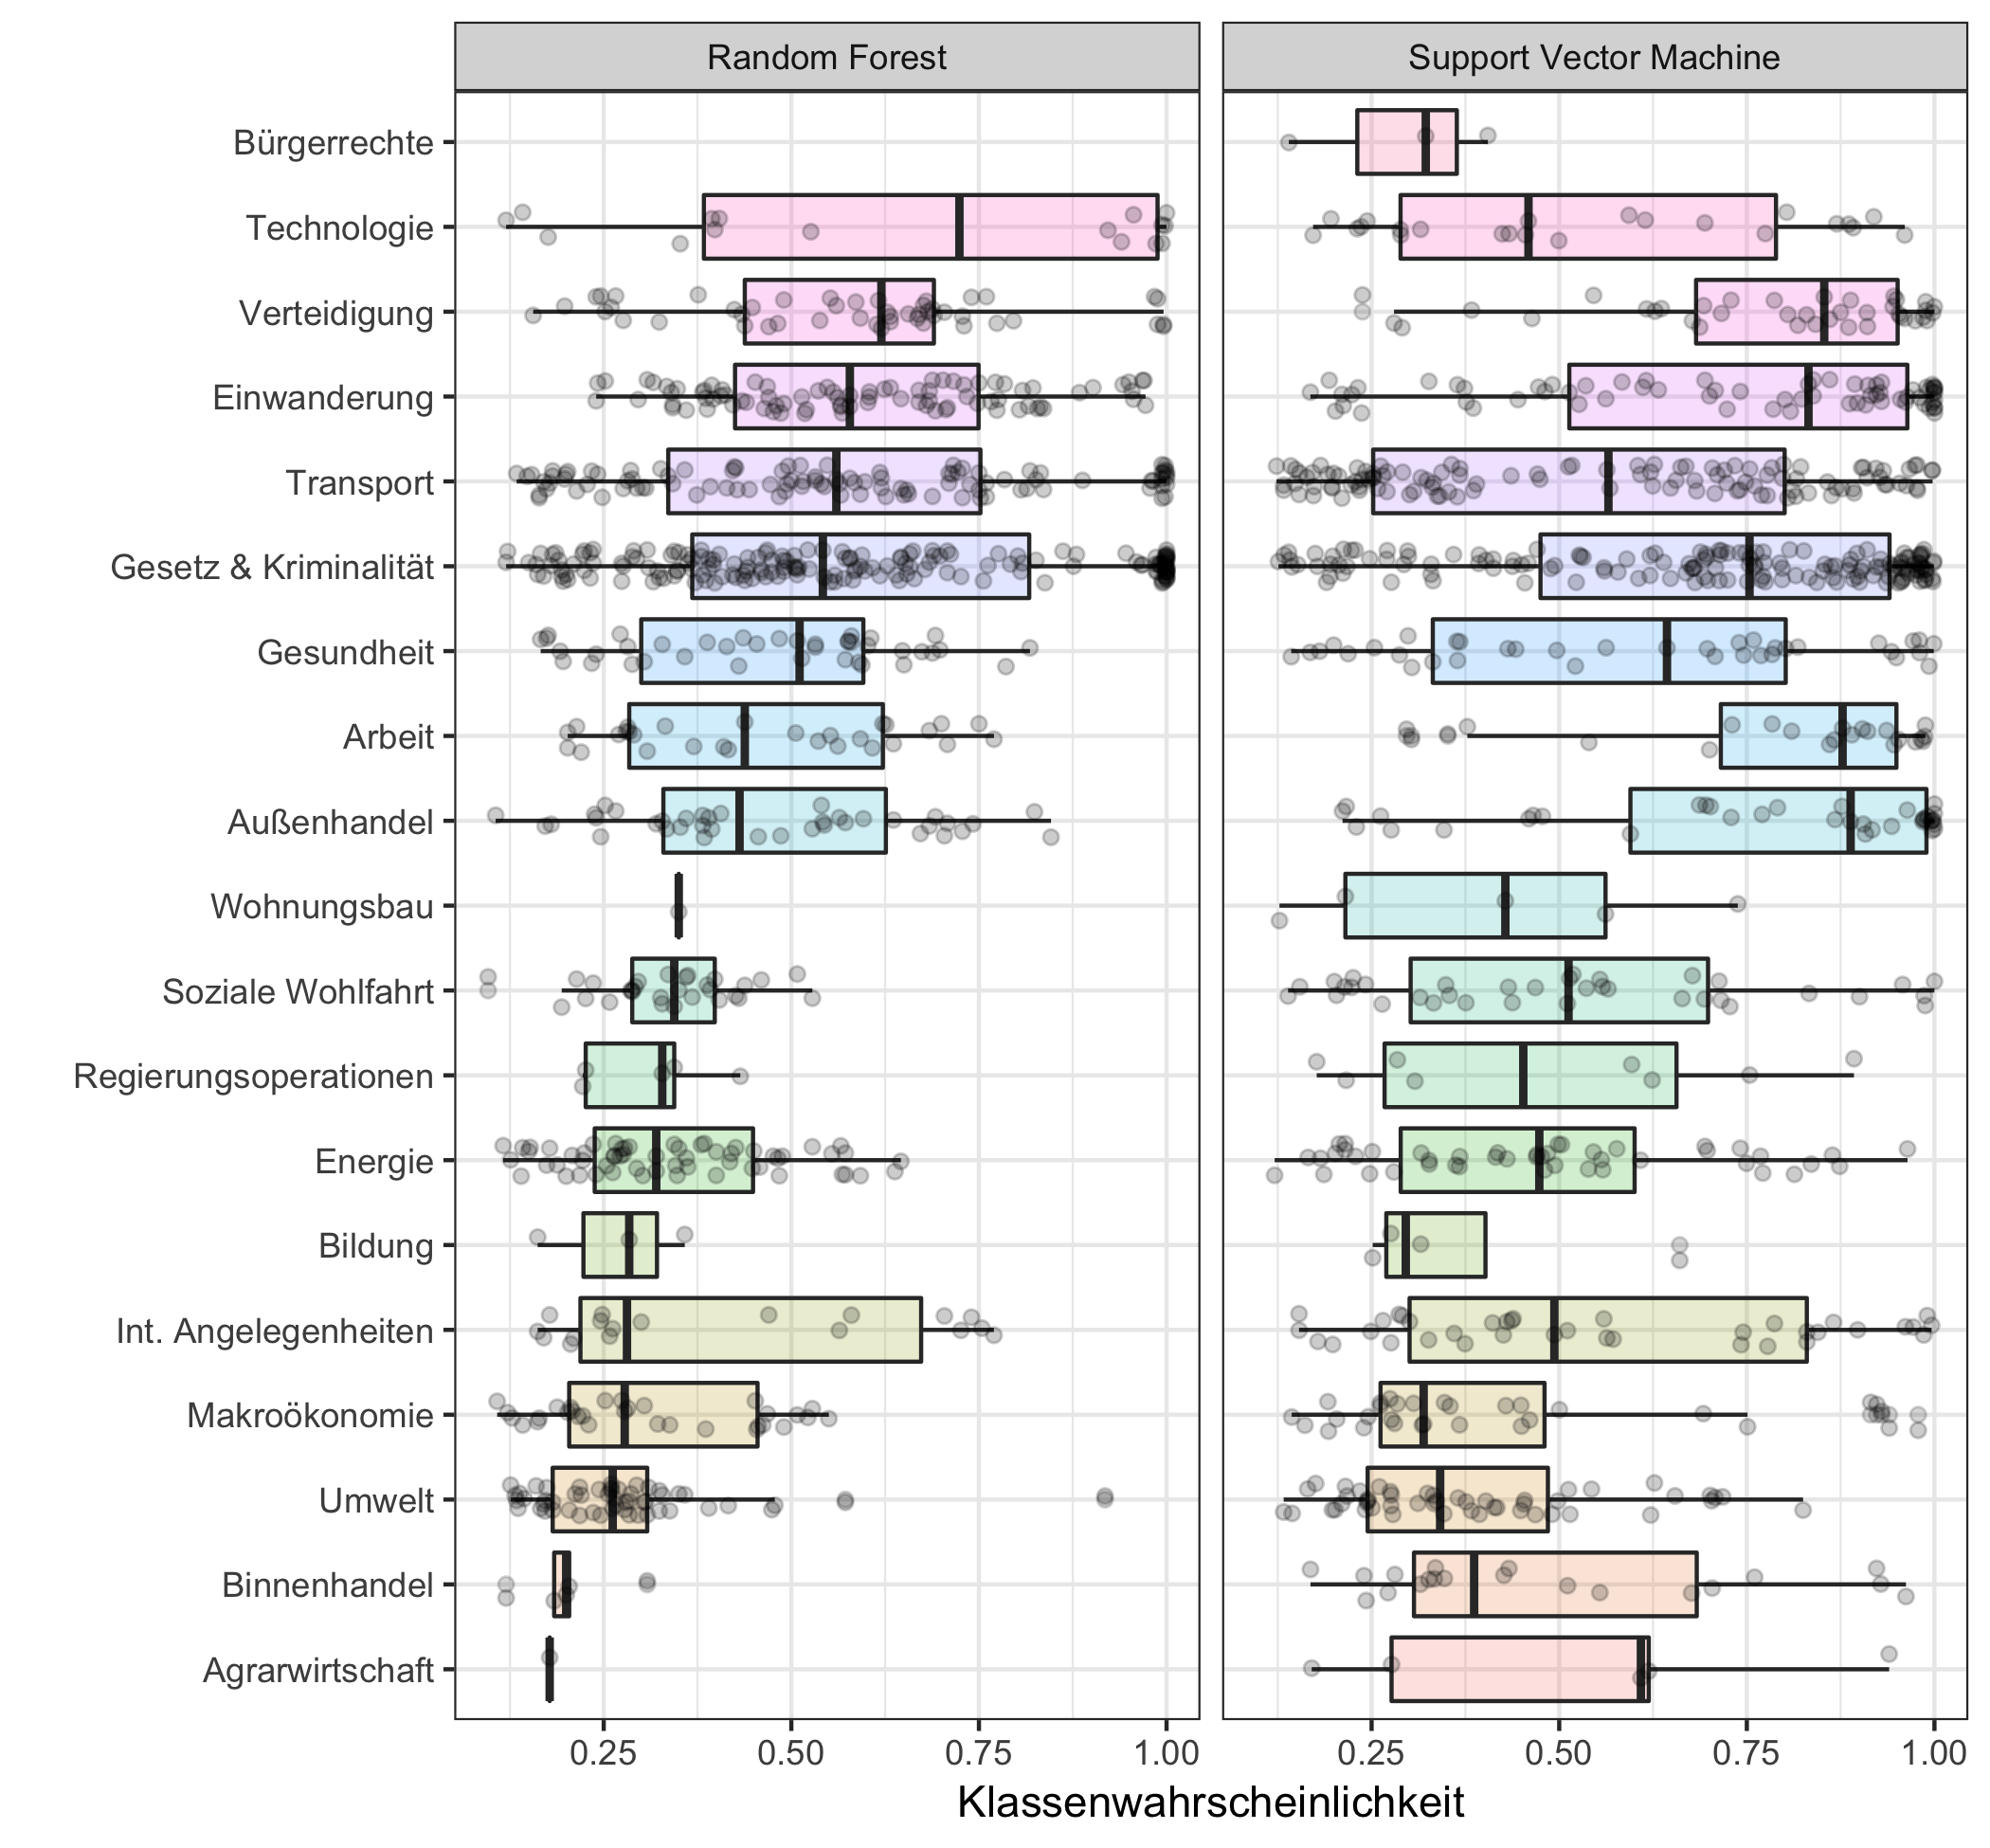 Random Forest
Support Vector Machine
Bürgerrechte
Technologie
Verteidigung
Einwanderung
Transport
Gesetz & Kriminalität
Gesundheit
Arbeit
Außenhandel
Wohnungsbau
Soziale Wohlfahrt
Regierungsoperationen
Energie
Bildung
Int. Angelegenheiten
Makroökonomie
Umwelt
Binnenhandel
Agrarwirtschaft
0.25 0.50 0.75 1.00 0.25 0.50 0.75 1.00
Klassenwahrscheinlichkeit